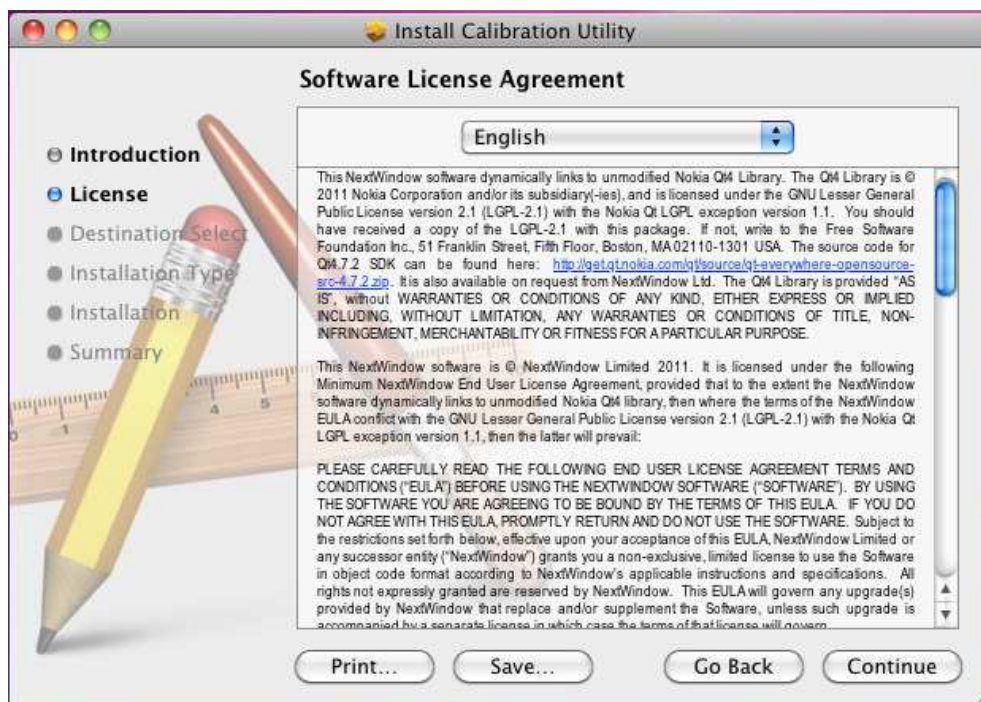 Install Calibration Utility
Software License Agreement
Introduction
License
Destination Select
Installation Type
Installation
Summary
English
This NextWindow software dynamically links to unmodified Nokia Qt4 Library. The Qt4 Library is ©
2011 Nokia Corporation and/or its subsidiary(-ies), and is licensed under the GNU Lesser General
Public License version 2.1 (LGPL-2.1) with the Nokia Qt LGPL exception version 1.1. You should
have received a copy of the LGPL-2.1 with this package. If not, write to the Free Software
Foundation Inc., 51 Franklin Street, Fifth Floor, Boston, MA 02110-1301 USA. The source code for
Qt4.7.2 SDK can be found here: http://get.qt.nokia.com/qt/source/qt-everywhere-opensource-
src-4.7.2.zip. It is also available on request from NextWindow Ltd. The Qt4 Library is provided "AS
IS", without WARRANTIES OR CONDITIONS OF ANY KIND, EITHER EXPRESS OR IMPLIED
INCLUDING, WITHOUT LIMITATION, ANY WARRANTIES OR CONDITIONS OF TITLE, NON-
INFRINGEMENT, MERCHANTABILITY OR FITNESS FOR A PARTICULAR PURPOSE.
This NextWindow software is © NextWindow Limited 2011. It is licensed under the following
Minimum NextWindow End User License Agreement, provided that to the extent the NextWindow
software dynamically links to unmodified Nokia Qt4 library, then where the terms of the NextWindow
EULA conflict with the GNU Lesser General Public License version 2.1 (LGPL-2.1) with the Nokia Qt
LGPL exception version 1.1, then the latter will prevail:
PLEASE CAREFULLY READ THE FOLLOWING END USER LICENSE AGREEMENT TERMS AND
CONDITIONS ("EULA") BEFORE USING THE NEXTWINDOW SOFTWARE ("SOFTWARE"). BY USING
THE SOFTWARE YOU ARE AGREEING TO BE BOUND BY THE TERMS OF THIS EULA. IF YOU DO
NOT AGREE WITH THIS EULA, PROMPTLY RETURN AND DO NOT USE THE SOFTWARE. Subject to
the restrictions set forth below, effective upon your acceptance of this EULA, NextWindow Limited or
any successor entity ("NextWindow") grants you a non-exclusive, limited license to use the Software
in object code format according to NextWindow's applicable instructions and specifications. All
rights not expressly granted are reserved by NextWindow. This EULA will govern any upgrade(s)
provided by NextWindow that replace and/or supplement the Software, unless such upgrade is
accompanied by a separate license in which case the terms of that license will govern.
0 1 4 5
Print...
Save...
Go Back
Continue